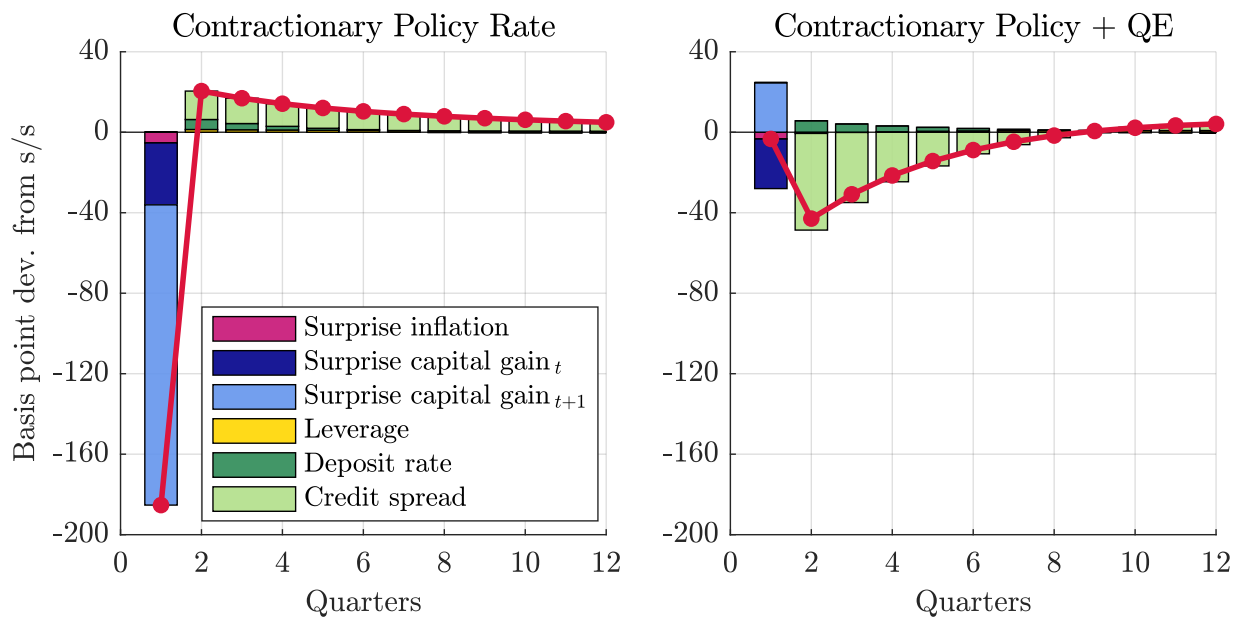 Contractionary Policy Rate
Contractionary Policy + QE
Basis point dev. from s/s
40
0
-40
-80
-120
-160
-200
Surprise inflation
Surprise capital gain t
Surprise capital gain t+1
Leverage
Deposit rate
Credit spread
0 2 4 6 8 10 12
Quarters
40
0
-40
-80
-120
-160
-200
0 2 4 6 8 10 12
Quarters